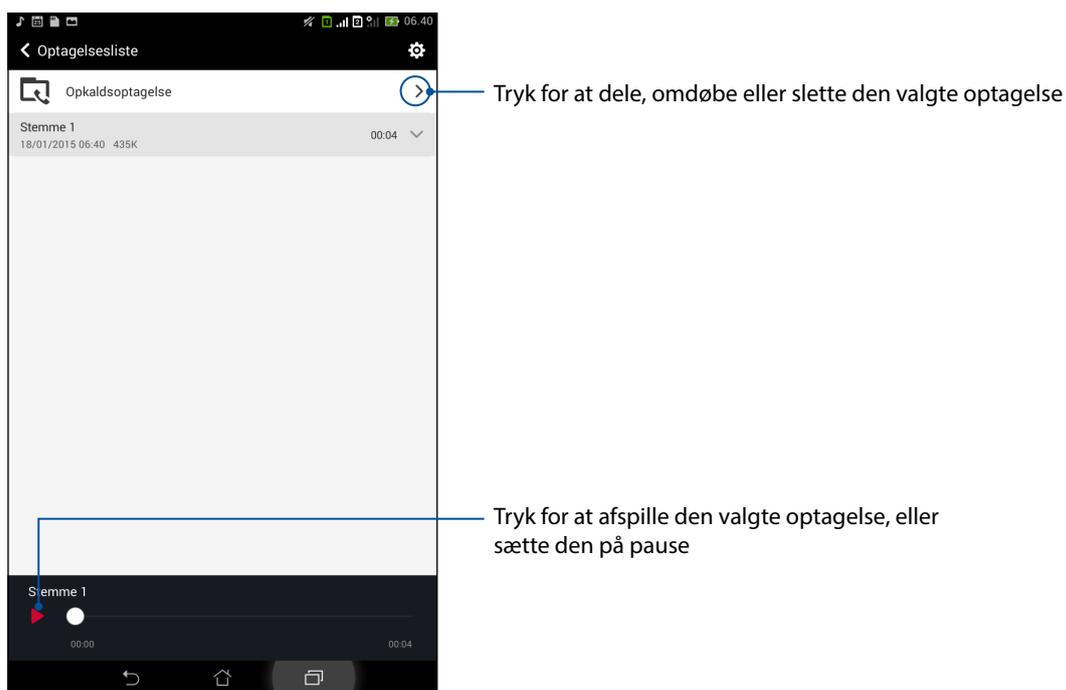 06.40
Optagelsesliste
Opkaldsoptagelse
Tryk for at dele, omdøbe eller slette den valgte optagelse
Stemme 1
00:04
18/01/2015 06:40 435K
Tryk for at afspille den valgte optagelse, eller
sætte den på pause
Stemme 1
00:00
00:04